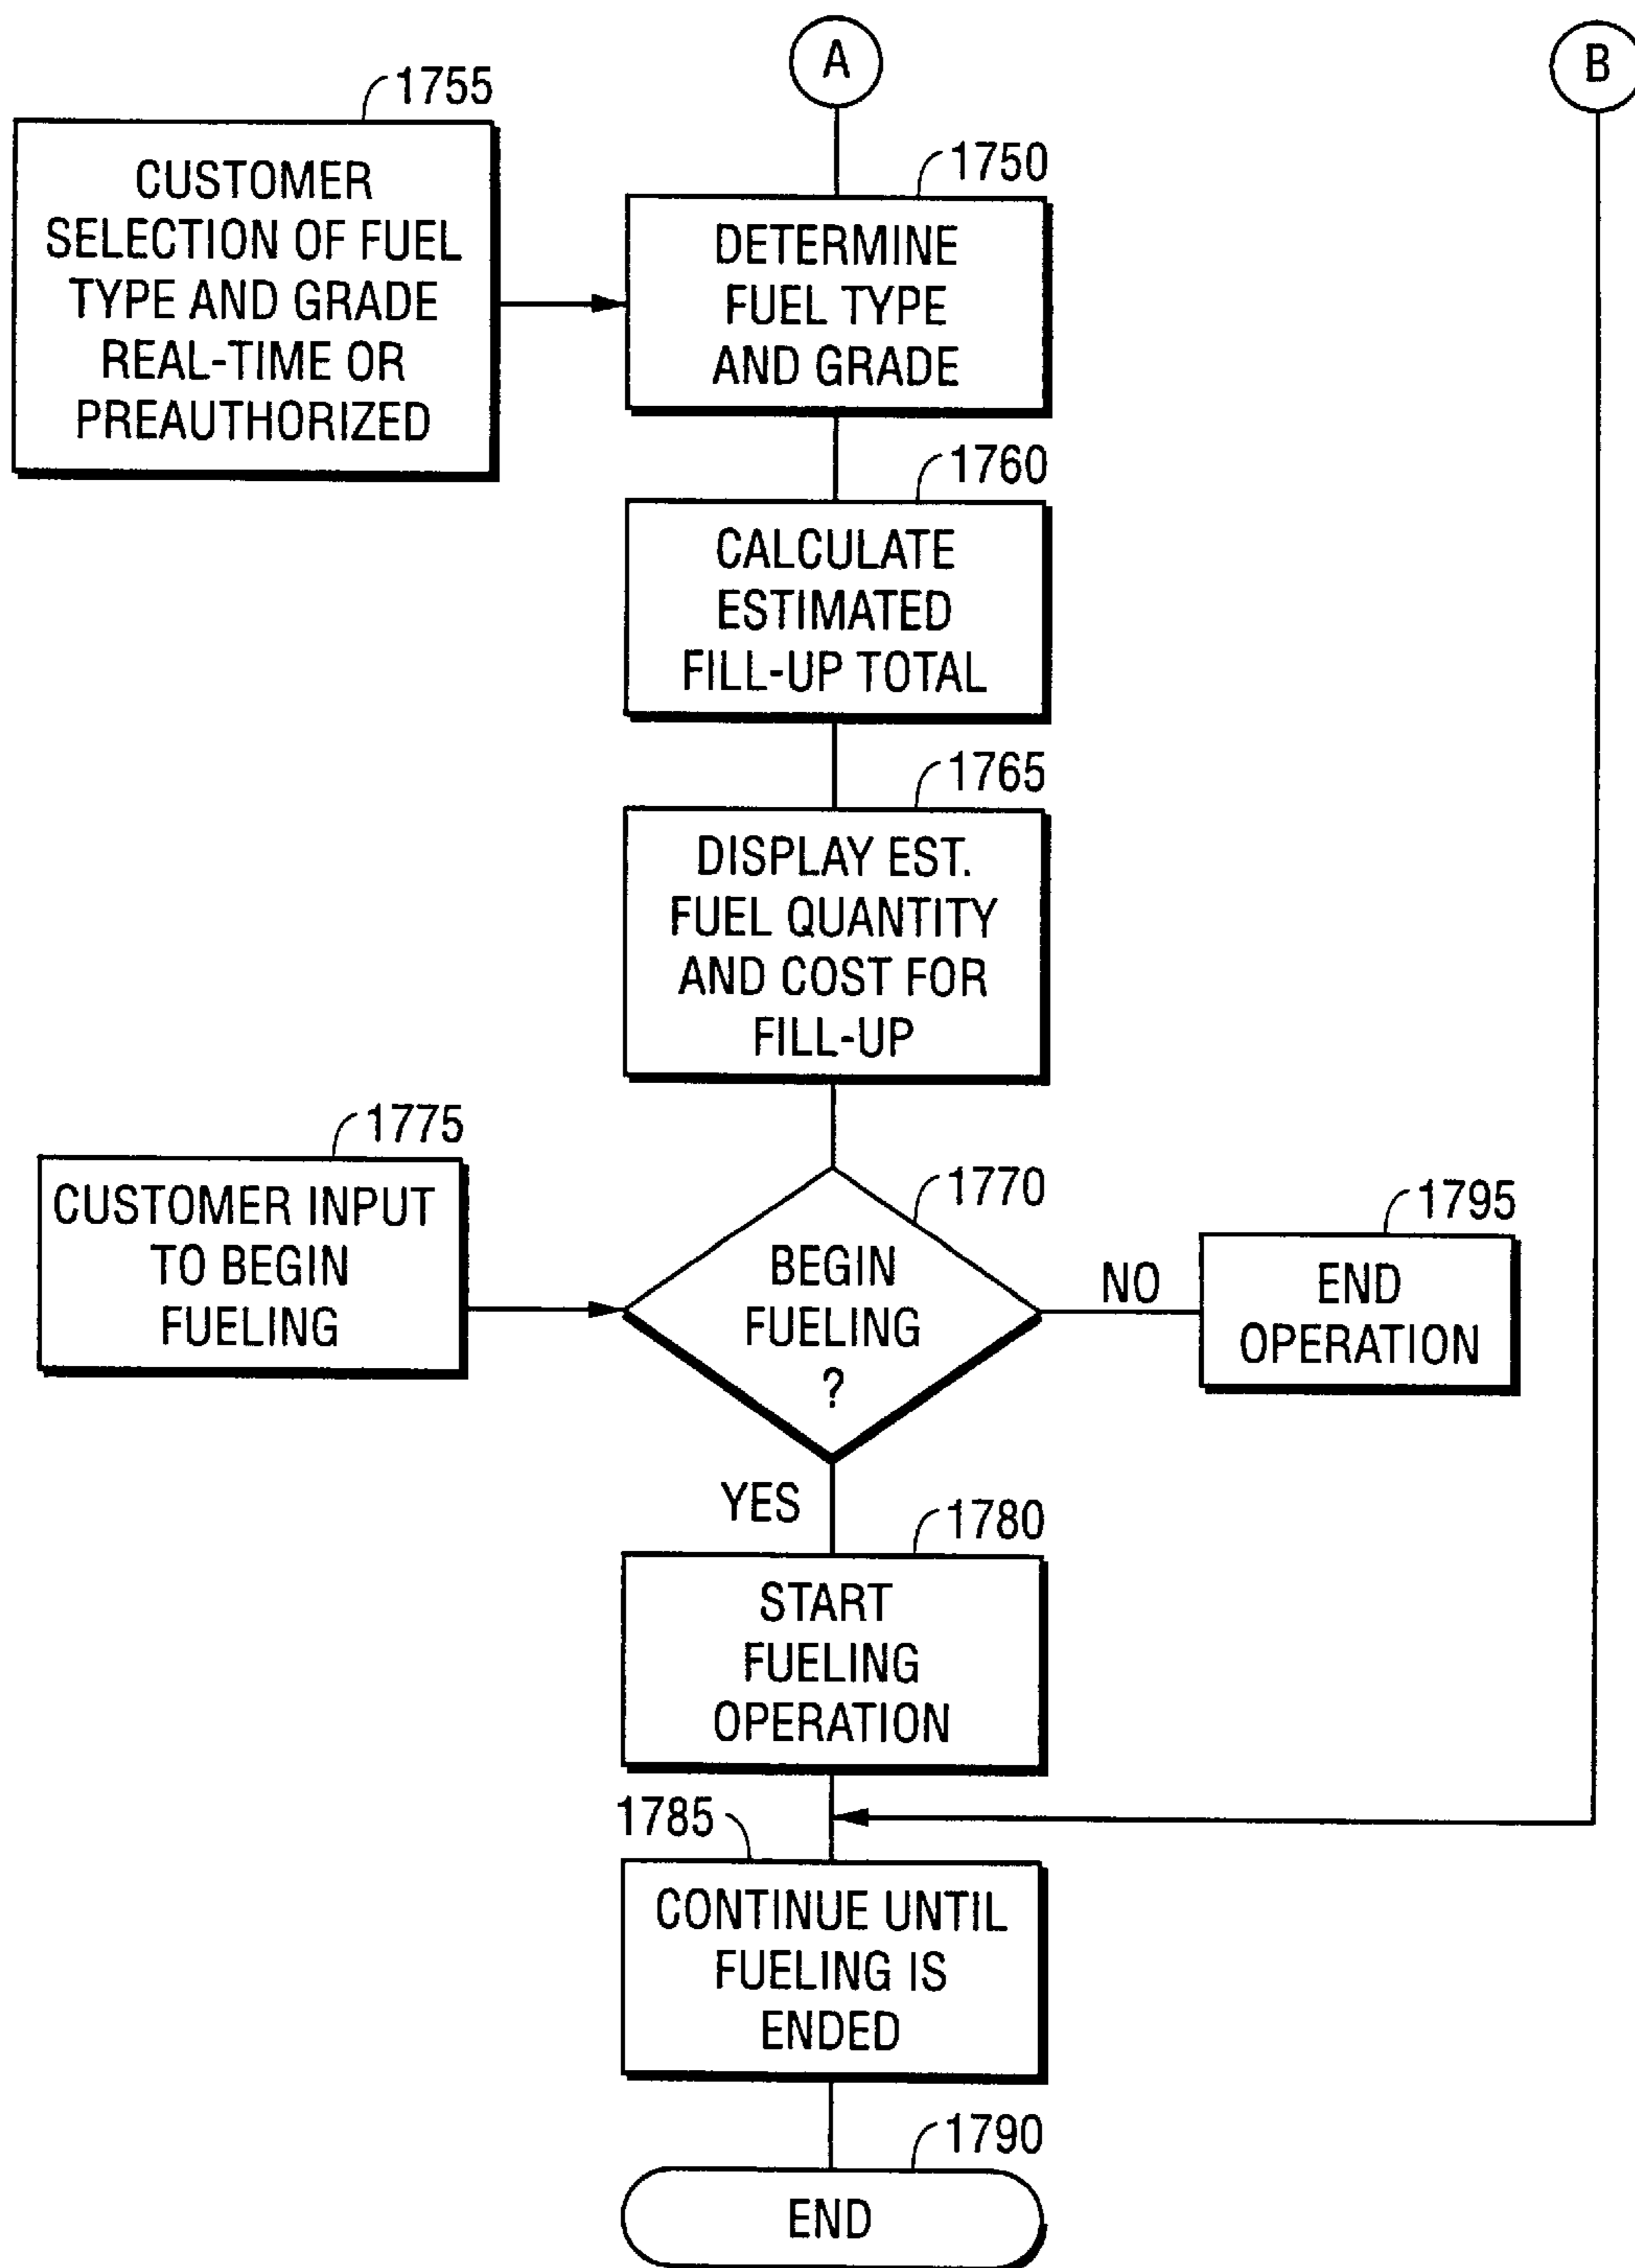 A
B
1755
CUSTOMER
SELECTION OF FUEL
TYPE AND GRADE
REAL-TIME OR
PREAUTHORIZED
1750
DETERMINE
FUEL TYPE
AND GRADE
1760
CALCULATE
ESTIMATED
FILL-UP TOTAL
1765
DISPLAY EST.
FUEL QUANTITY
AND COST FOR
FILL-UP
1775
CUSTOMER INPUT
TO BEGIN
FUELING
1770
BEGIN
FUELING
?
NO
1795
END
OPERATION
YES
1780
START
FUELING
OPERATION
1785
CONTINUE UNTIL
FUELING IS
ENDED
1790
END